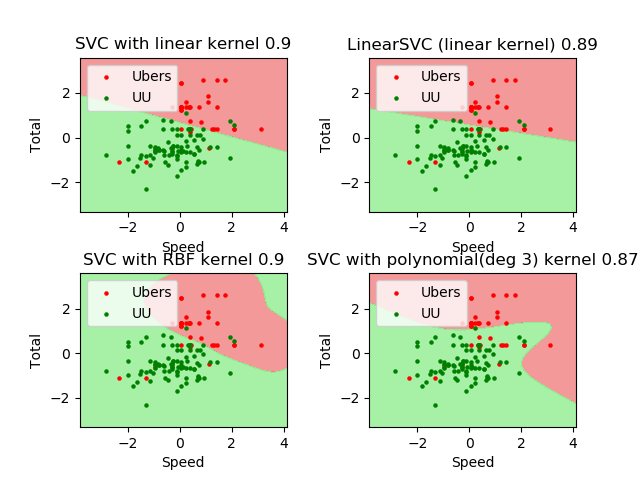 SVC with linear kernel 0.9
Ubers
UU
2
0
−2
Total
−2
0
2
4
Speed
LinearSVC (linear kernel) 0.89
Ubers
UU
2
0
−2
Total
−2
0
2
4
Speed
SVC with RBF kernel 0.9
Ubers
UU
2
0
−2
Total
−2
0
2
4
Speed
SVC with polynomial(deg 3) kernel 0.87
Ubers
UU
2
0
−2
Total
−2
0
2
4
Speed